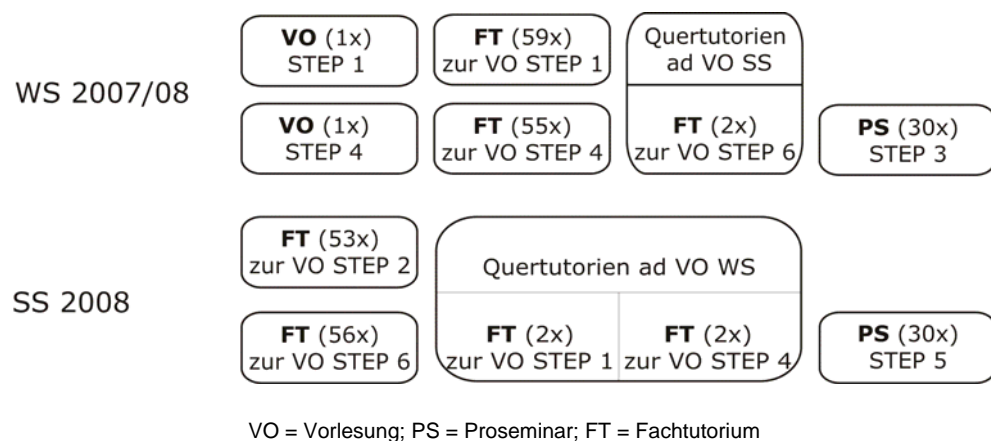 WS 2007/08
VO (1x)
STEP 1
FT (59x)
zur VO STEP 1
Quertutorien
ad VO SS
VO (1x)
STEP 4
FT (55x)
zur VO STEP 4
FT (2x)
zur VO STEP 6
PS (30x)
STEP 3
SS 2008
FT (53x)
zur VO STEP 2
Quertutorien ad VO WS
FT (56x)
zur VO STEP 6
FT (2x)
zur VO STEP 1
FT (2x)
zur VO STEP 4
PS (30x)
STEP 5
VO = Vorlesung; PS = Proseminar; FT = Fachtutorium